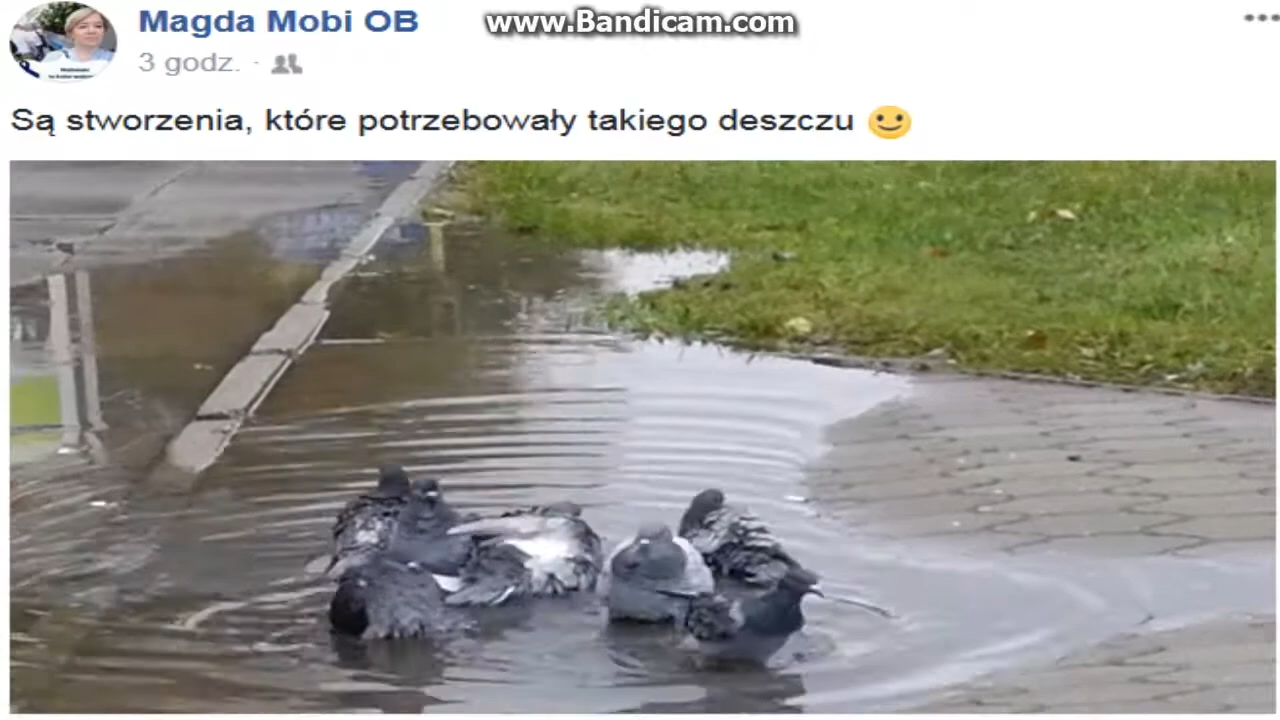 Magda Mobi OB
www.Bandicam.com
3 godz. ·
Są stworzenia, które potrzebowały takiego deszczu